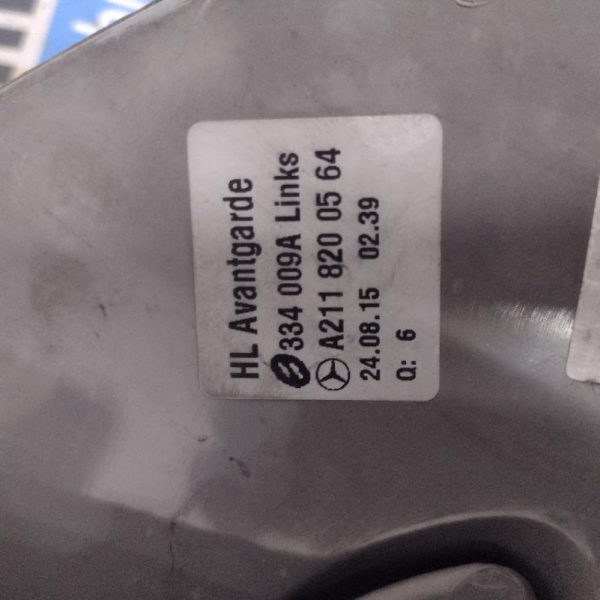 HL Avantgarde
334 009A Links
A211 820 05 64
24.08.15 02.39
Q: 6